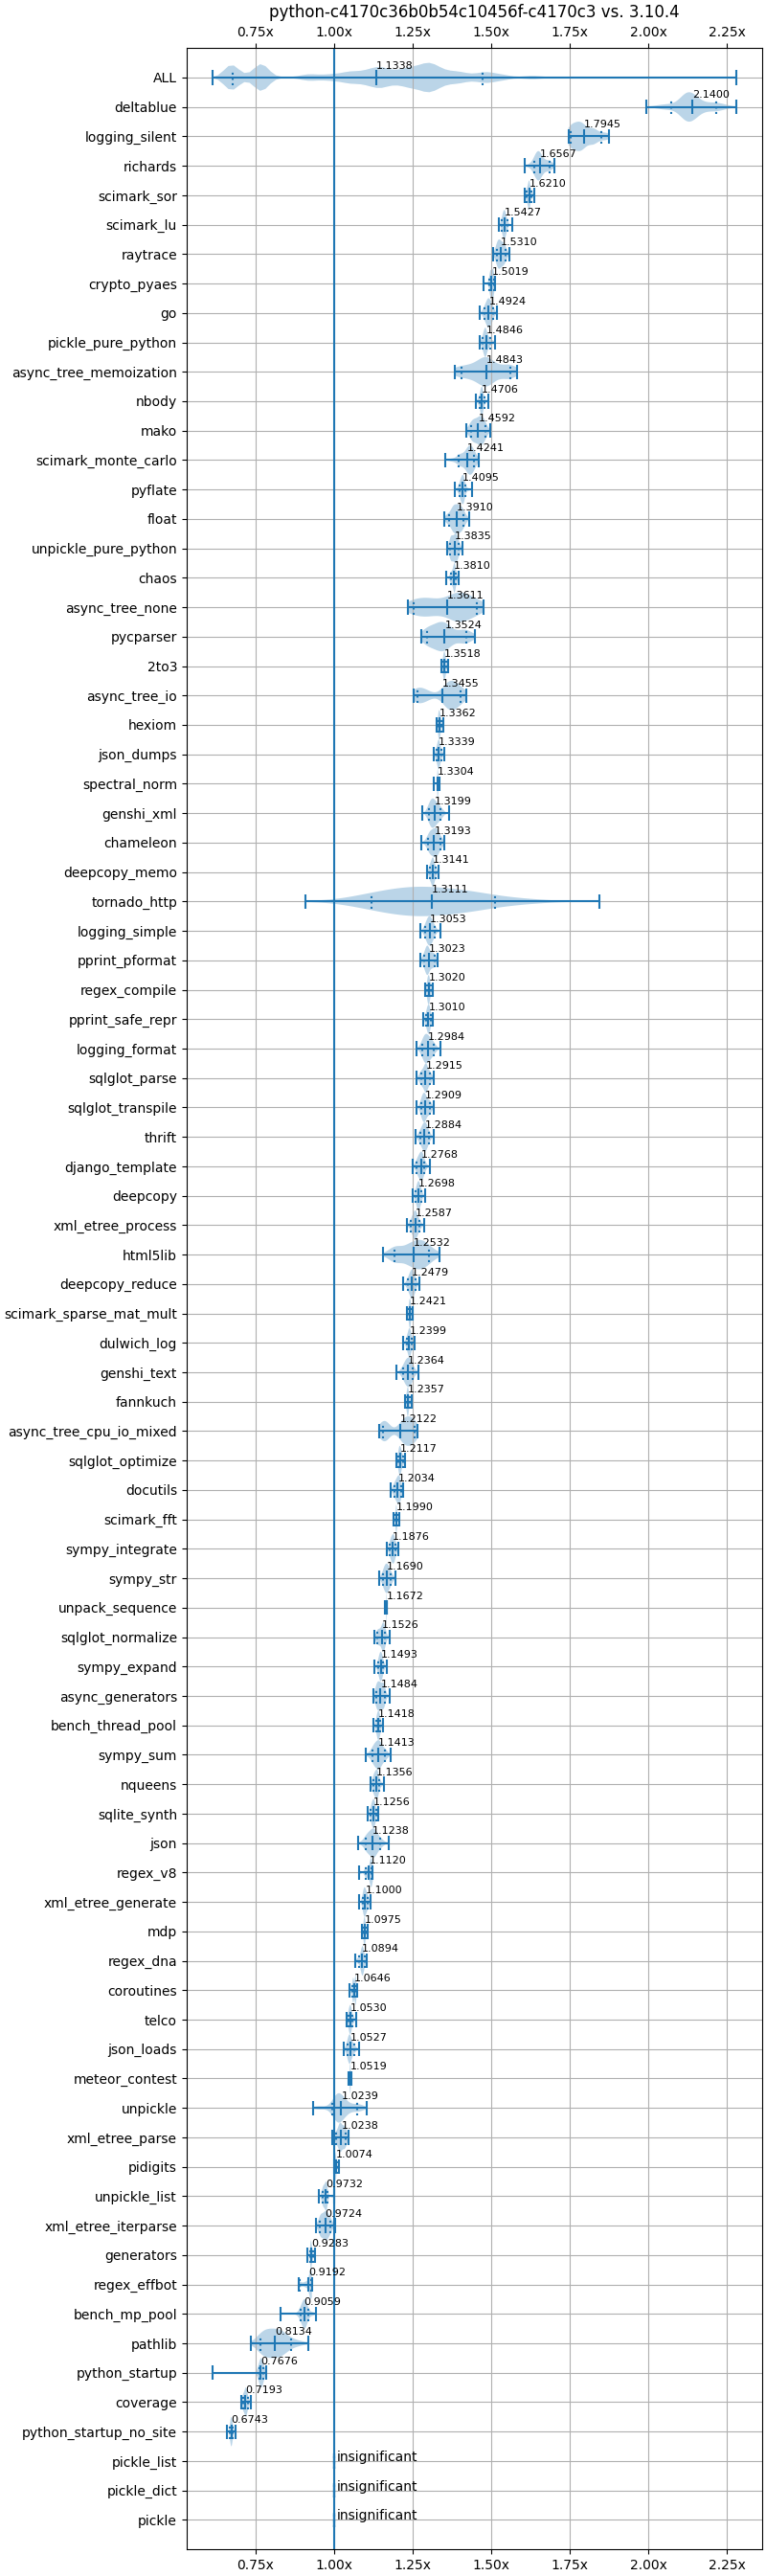 python-c4170c36b0b54c10456f-c4170c3 vs. 3.10.4
0.75x 1.00x 1.25x 1.50x 1.75x 2.00x 2.25x
ALL 1.1338
deltablue 2.1400
logging_silent 1.7945
richards 1.6567
scimark_sor 1.6210
scimark_lu 1.5427
raytrace 1.5310
crypto_pyaes 1.5019
go 1.4924
pickle_pure_python 1.4846
async_tree_memoization 1.4843
nbody 1.4706
mako 1.4592
scimark_monte_carlo 1.4241
pyflate 1.4095
float 1.3910
unpickle_pure_python 1.3835
chaos 1.3810
async_tree_none 1.3611
pycparser 1.3524
2to3 1.3518
async_tree_io 1.3455
hexiom 1.3362
json_dumps 1.3339
spectral_norm 1.3304
genshi_xml 1.3199
chameleon 1.3193
deepcopy_memo 1.3141
tornado_http 1.3111
logging_simple 1.3053
pprint_pformat 1.3023
regex_compile 1.3020
pprint_safe_repr 1.3010
logging_format 1.2984
sqlglot_parse 1.2915
sqlglot_transpile 1.2909
thrift 1.2884
django_template 1.2768
deepcopy 1.2698
xml_etree_process 1.2587
html5lib 1.2532
deepcopy_reduce 1.2479
scimark_sparse_mat_mult 1.2421
dulwich_log 1.2399
genshi_text 1.2364
fannkuch 1.2357
async_tree_cpu_io_mixed 1.2122
sqlglot_optimize 1.2117
docutils 1.2034
scimark_fft 1.1990
sympy_integrate 1.1876
sympy_str 1.1690
unpack_sequence 1.1672
sqlglot_normalize 1.1526
sympy_expand 1.1493
async_generators 1.1484
bench_thread_pool 1.1418
sympy_sum 1.1413
nqueens 1.1356
sqlite_synth 1.1256
json 1.1238
regex_v8 1.1120
xml_etree_generate 1.1000
mdp 1.0975
regex_dna 1.0894
coroutines 1.0646
telco 1.0530
json_loads 1.0527
meteor_contest 1.0519
unpickle 1.0239
xml_etree_parse 1.0238
pidigits 1.0074
unpickle_list 0.9732
xml_etree_iterparse 0.9724
generators 0.9283
regex_effbot 0.9192
bench_mp_pool 0.9059
pathlib 0.8134
python_startup 0.7676
coverage 0.7193
python_startup_no_site 0.6743
pickle_list insignificant
pickle_dict insignificant
pickle insignificant
0.75x 1.00x 1.25x 1.50x 1.75x 2.00x 2.25x